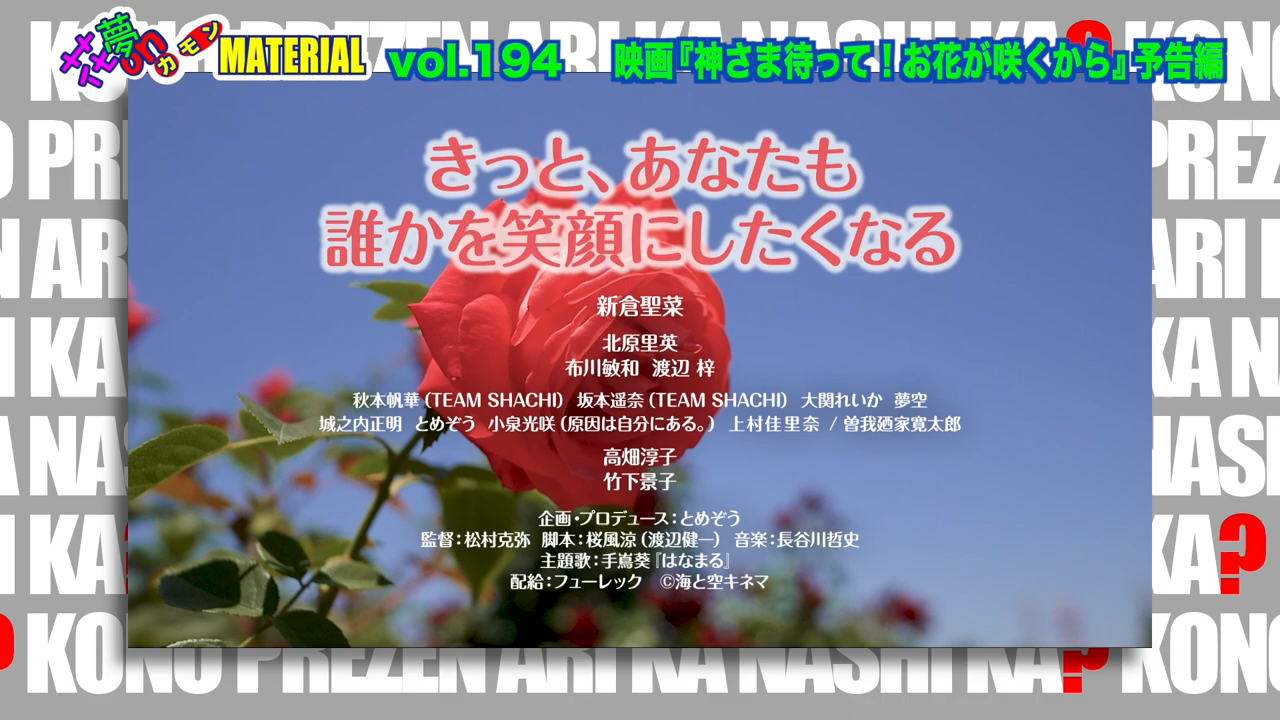 夢カモン MATERIAL vol.194 映画『神さま待って！お花が咲くから』予告編
きっと、あなたも
誰かを笑顔にしたくなる
新倉聖菜
北原里英
布川敏和 渡辺 梓
秋本帆華（TEAM SHACHI） 坂本遥奈（TEAM SHACHI） 大関れいか 夢空
城之内正明 とめぞう 小泉光咲（原因は自分にある。） 上村佳里奈 / 曽我廼家寛太郎
高畑淳子
竹下景子
企画・プロデュース：とめぞう
監督：松村克弥 脚本：桜風涼（渡辺健一） 音楽：長谷川哲史
主題歌：手嶌葵『はなまる』
配給：フューレック ©海と空キネマ
KONO PREZEN ARI KA NASHI KA? KONO